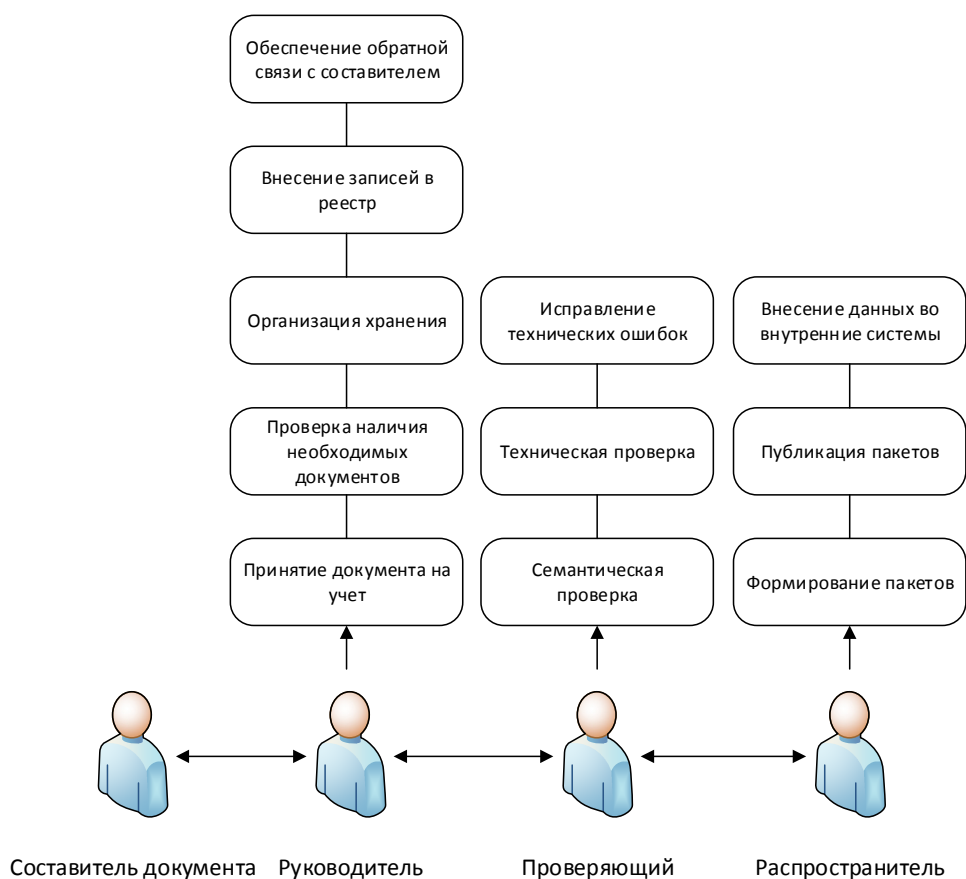 Обеспечение обратной
связи с составителем
Внесение записей в
реестр
Организация хранения
Исправление
технических ошибок
Внесение данных во
внутренние системы
Проверка наличия
необходимых
документов
Техническая проверка
Публикация пакетов
Принятие документа на
учет
Семантическая
проверка
Формирование пакетов
Составитель документа
Руководитель
Проверяющий
Распространитель